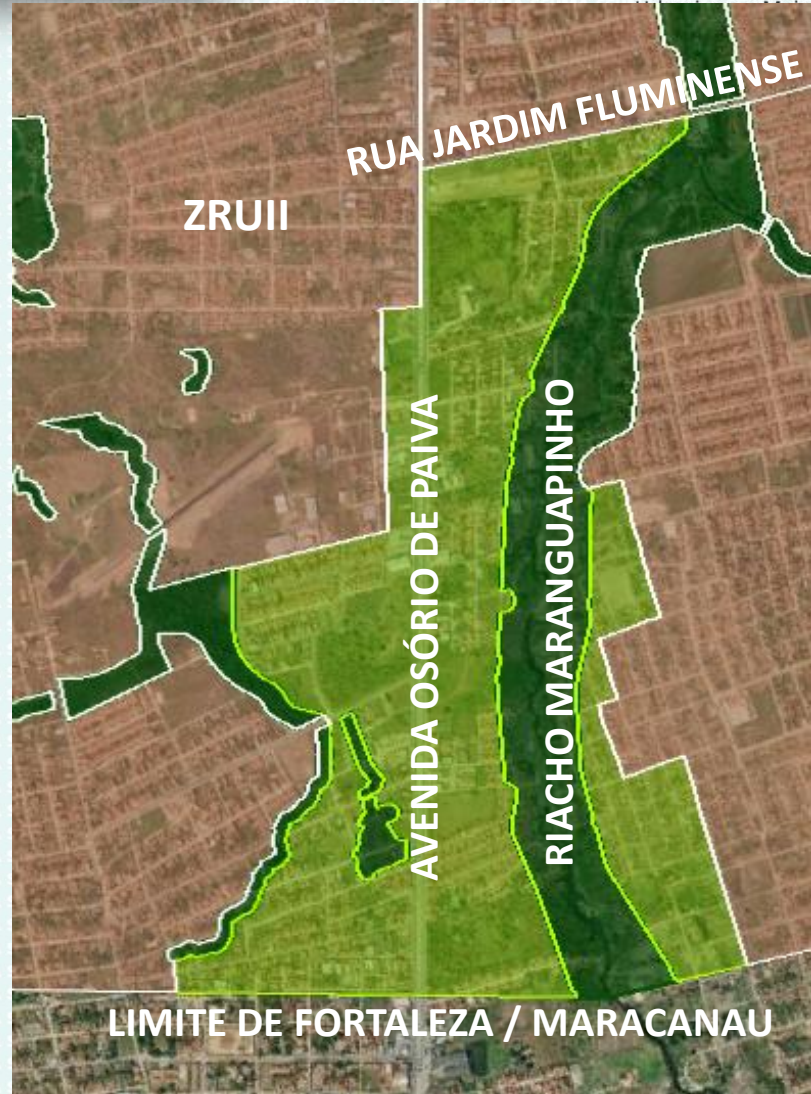 RUA JARDIM FLUMINENSE
ZRUII
AVENIDA OSÓRIO DE PAIVA
RIACHO MARANGUAPINHO
LIMITE DE FORTALEZA / MARACANAU